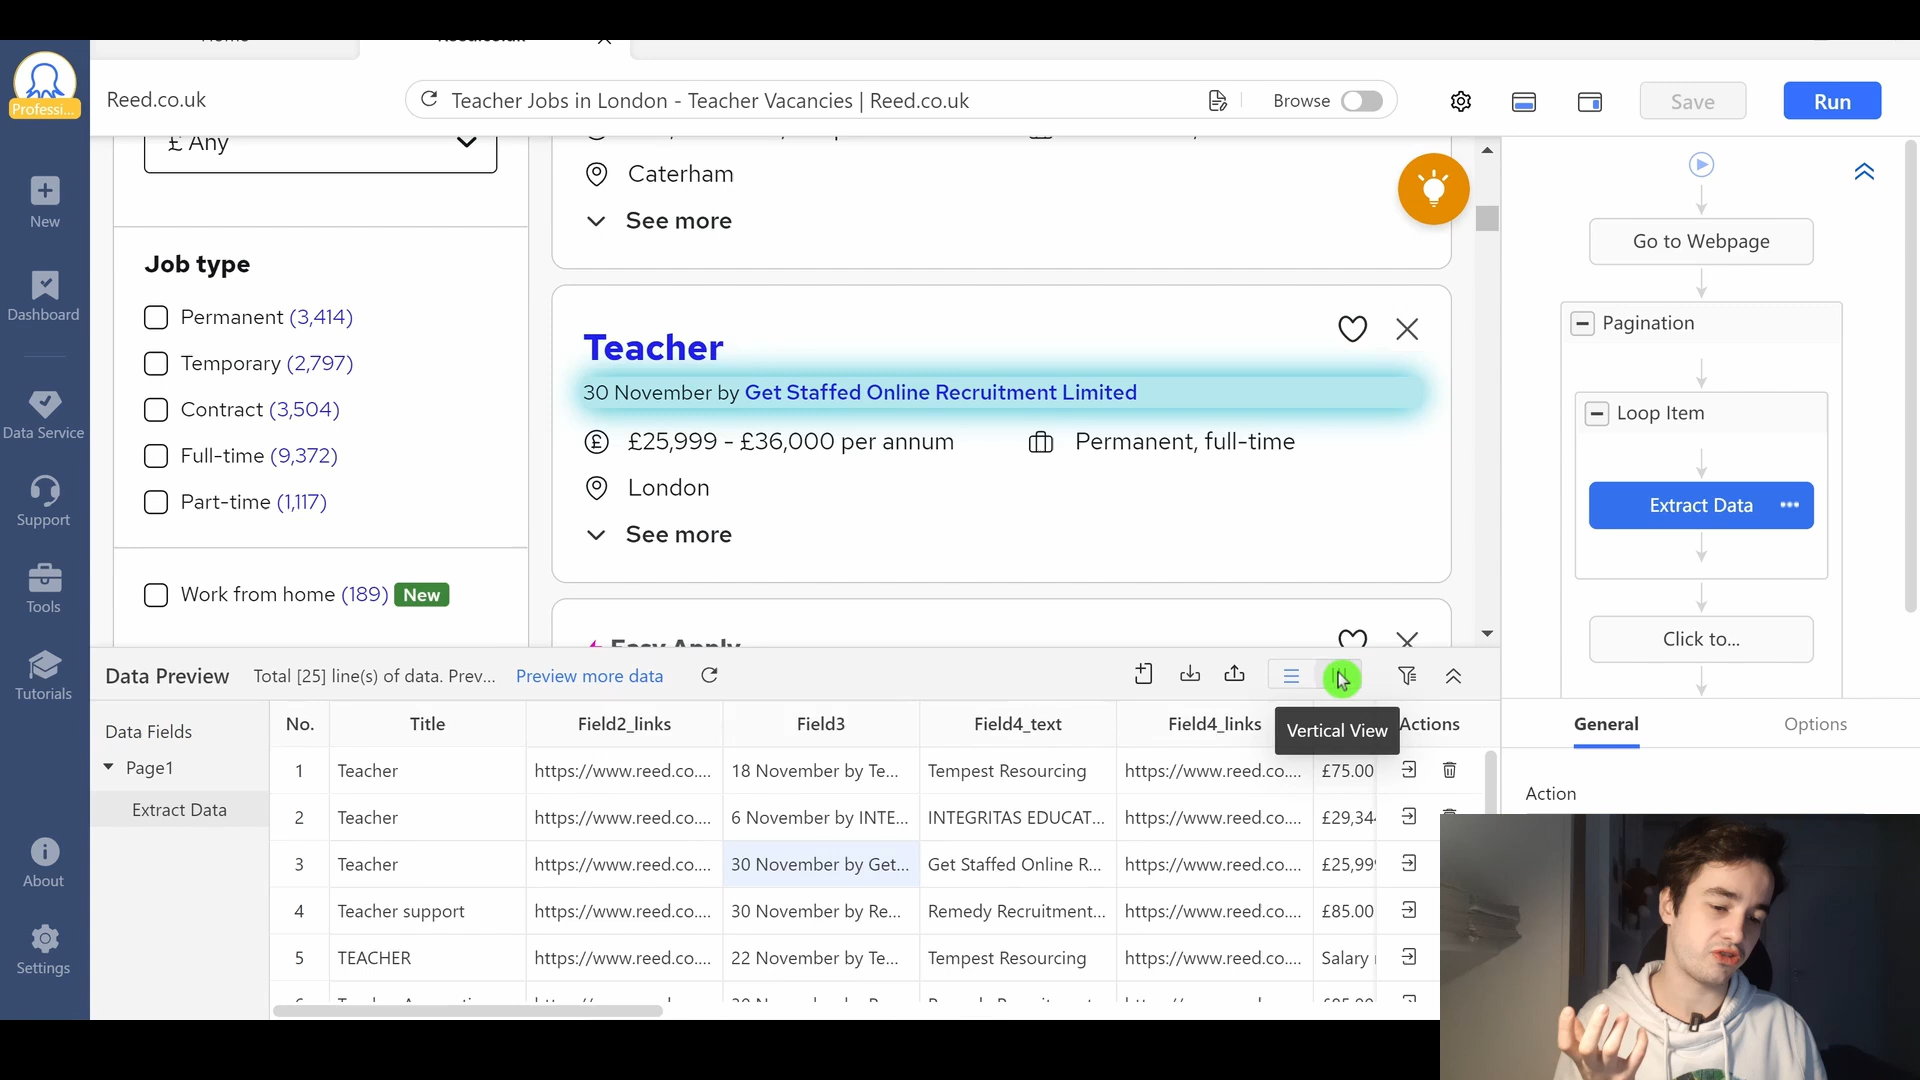 Reed.co.uk
Teacher Jobs in London - Teacher Vacancies | Reed.co.uk
Browse
Save
Run
Professi...
New
Dashboard
Data Service
Support
Tools
Tutorials
About
Settings
£ Any
Job type
Permanent (3,414)
Temporary (2,797)
Contract (3,504)
Full-time (9,372)
Part-time (1,117)
Work from home (189) New
Caterham
See more
Teacher
30 November by Get Staffed Online Recruitment Limited
£25,999 - £36,000 per annum
Permanent, full-time
London
See more
Easy Apply
Go to Webpage
Pagination
Loop Item
Extract Data
Click to...
General
Options
Action
Data Preview
Total [25] line(s) of data. Prev...
Preview more data
Vertical View
Data Fields
Page1
Extract Data
No. Title Field2_links Field3 Field4_text Field4_links Actions
1 Teacher https://www.reed.co.... 18 November by Te... Tempest Resourcing https://www.reed.co.... £75.00
2 Teacher https://www.reed.co.... 6 November by INTE... INTEGRITAS EDUCAT... https://www.reed.co.... £29,34
3 Teacher https://www.reed.co.... 30 November by Get... Get Staffed Online R... https://www.reed.co.... £25,99
4 Teacher support https://www.reed.co.... 30 November by Re... Remedy Recruitment... https://www.reed.co.... £85.00
5 TEACHER https://www.reed.co.... 22 November by Te... Tempest Resourcing https://www.reed.co.... Salary